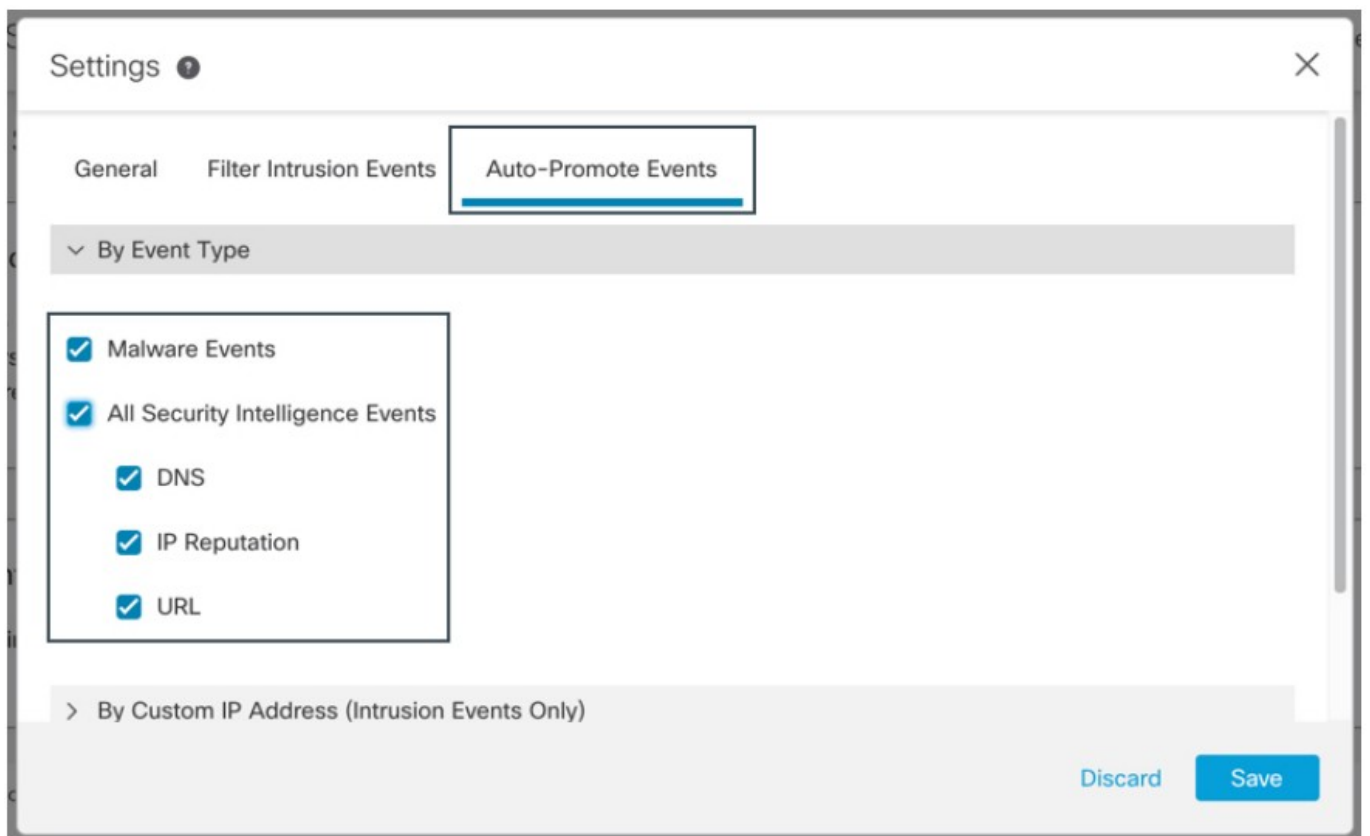 Settings ?
General Filter Intrusion Events Auto-Promote Events
By Event Type
Malware Events
All Security Intelligence Events
DNS
IP Reputation
URL
By Custom IP Address (Intrusion Events Only)
Discard Save